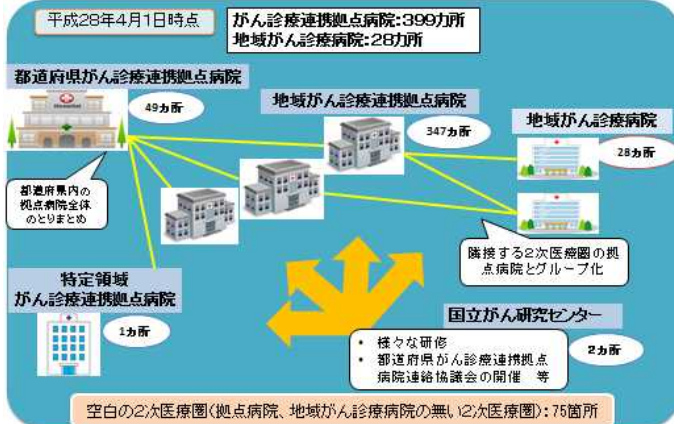 平成28年4月1日時点
がん診療連携拠点病院:399カ所
地域がん診療病院:28カ所
都道府県がん診療連携拠点病院
49カ所
地域がん診療連携拠点病院
347カ所
地域がん診療病院
28カ所
都道府県内の
拠点病院全体
のとりまとめ
隣接する2次医療圏の拠
点病院とグループ化
特定領域
がん診療連携拠点病院
1カ所
国立がん研究センター
2カ所
• 様々な研修
• 都道府県がん診療連携拠点
病院連絡協議会の開催 等
空白の2次医療圏(拠点病院、地域がん診療病院の無い2次医療圏):75箇所